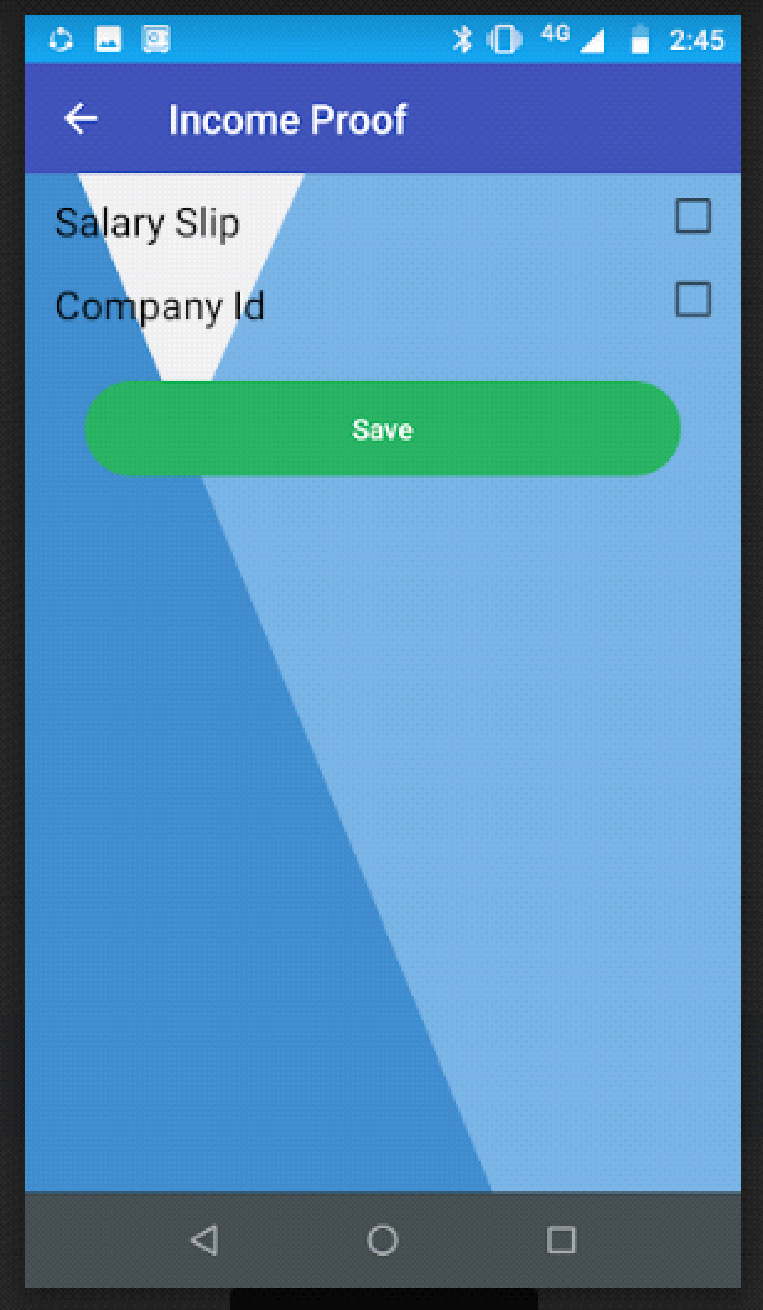 4G 2:45
Income Proof
Salary Slip
Company Id
Save